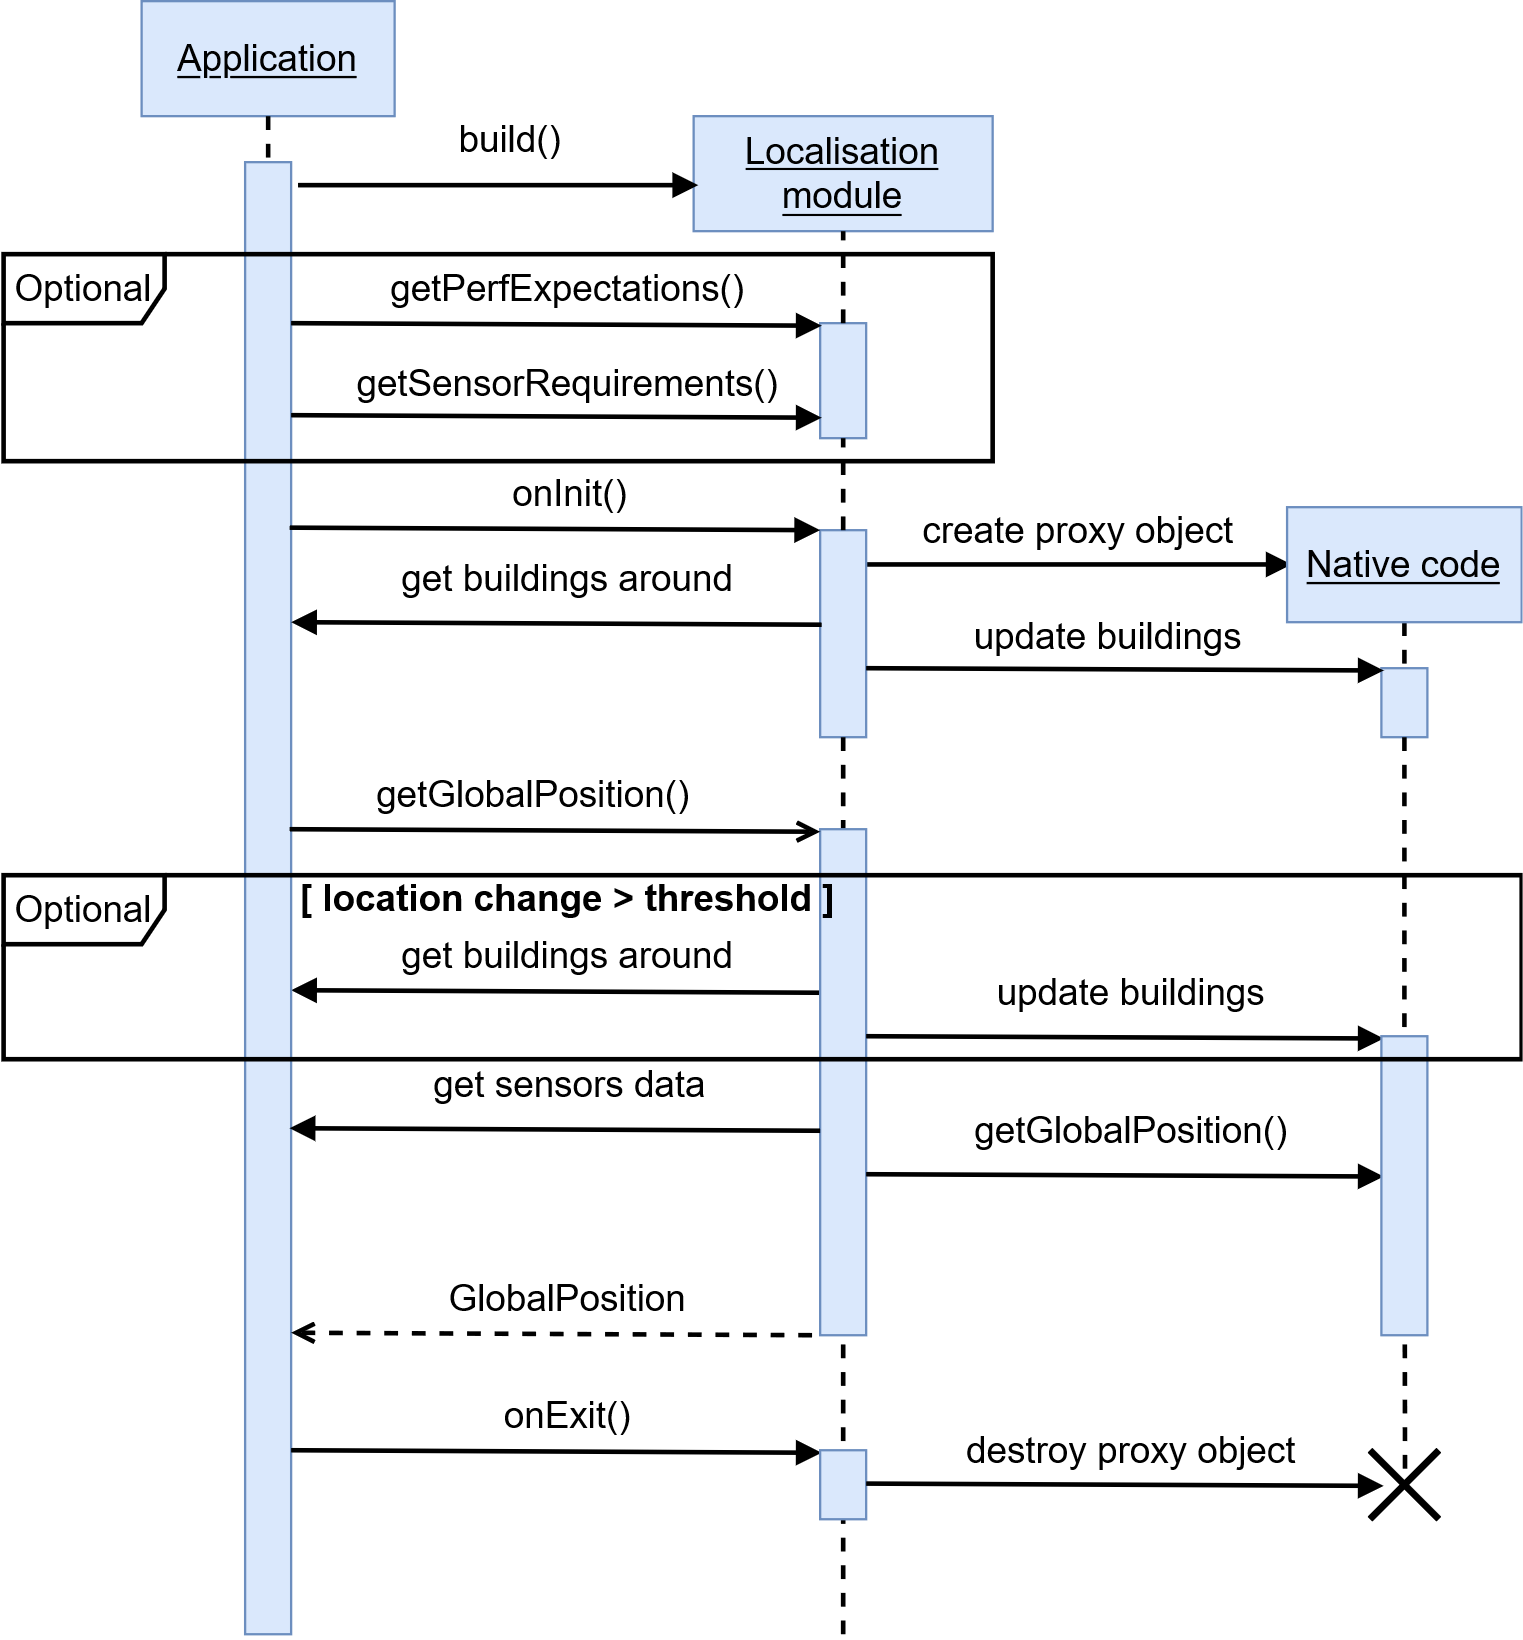 Application
build()
Localisation
module
Optional
getPerfExpectations()
getSensorRequirements()
onInit()
create proxy object
Native code
get buildings around
update buildings
getGlobalPosition()
Optional
[ location change > threshold ]
get buildings around
update buildings
get sensors data
getGlobalPosition()
GlobalPosition
onExit()
destroy proxy object